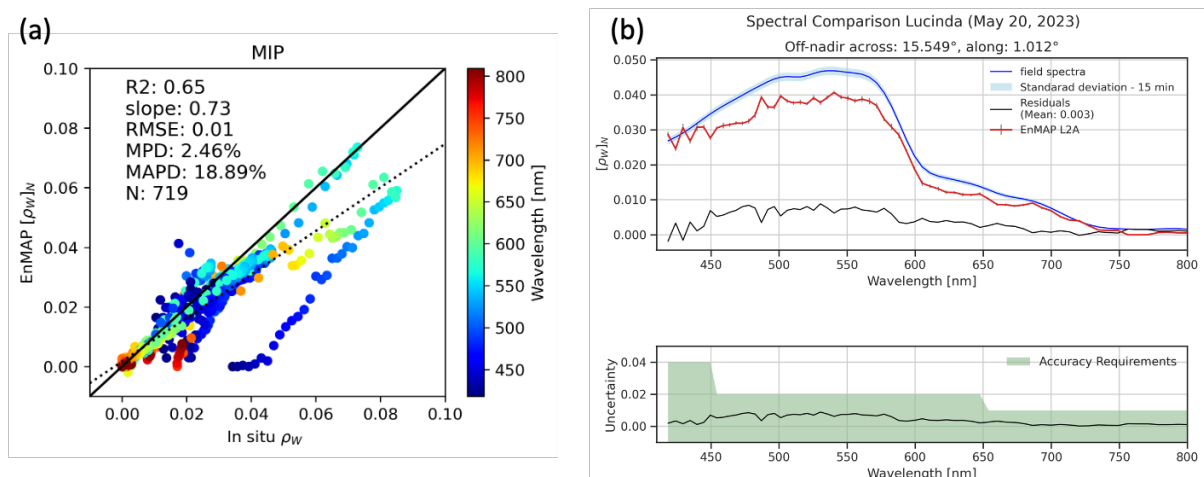 (a)
MIP
R2: 0.65
slope: 0.73
RMSE: 0.01
MPD: 2.46%
MAPD: 18.89%
N: 719
EnMAP [ρW]N
0.10
0.08
0.06
0.04
0.02
0.00
0.00 0.02 0.04 0.06 0.08 0.10
In situ ρW
Wavelength [nm]
800
750
700
650
600
550
500
450
(b)
Spectral Comparison Lucinda (May 20, 2023)
Off-nadir across: 15.549°, along: 1.012°
field spectra
Standarad deviation - 15 min
Residuals
(Mean: 0.003)
EnMAP L2A
[ρW]N
0.050
0.040
0.030
0.020
0.010
0.000
450 500 550 600 650 700 750 800
Wavelength [nm]
Accuracy Requirements
Uncertainty
0.04
0.02
0.00
450 500 550 600 650 700 750 800
Wavelength [nm]